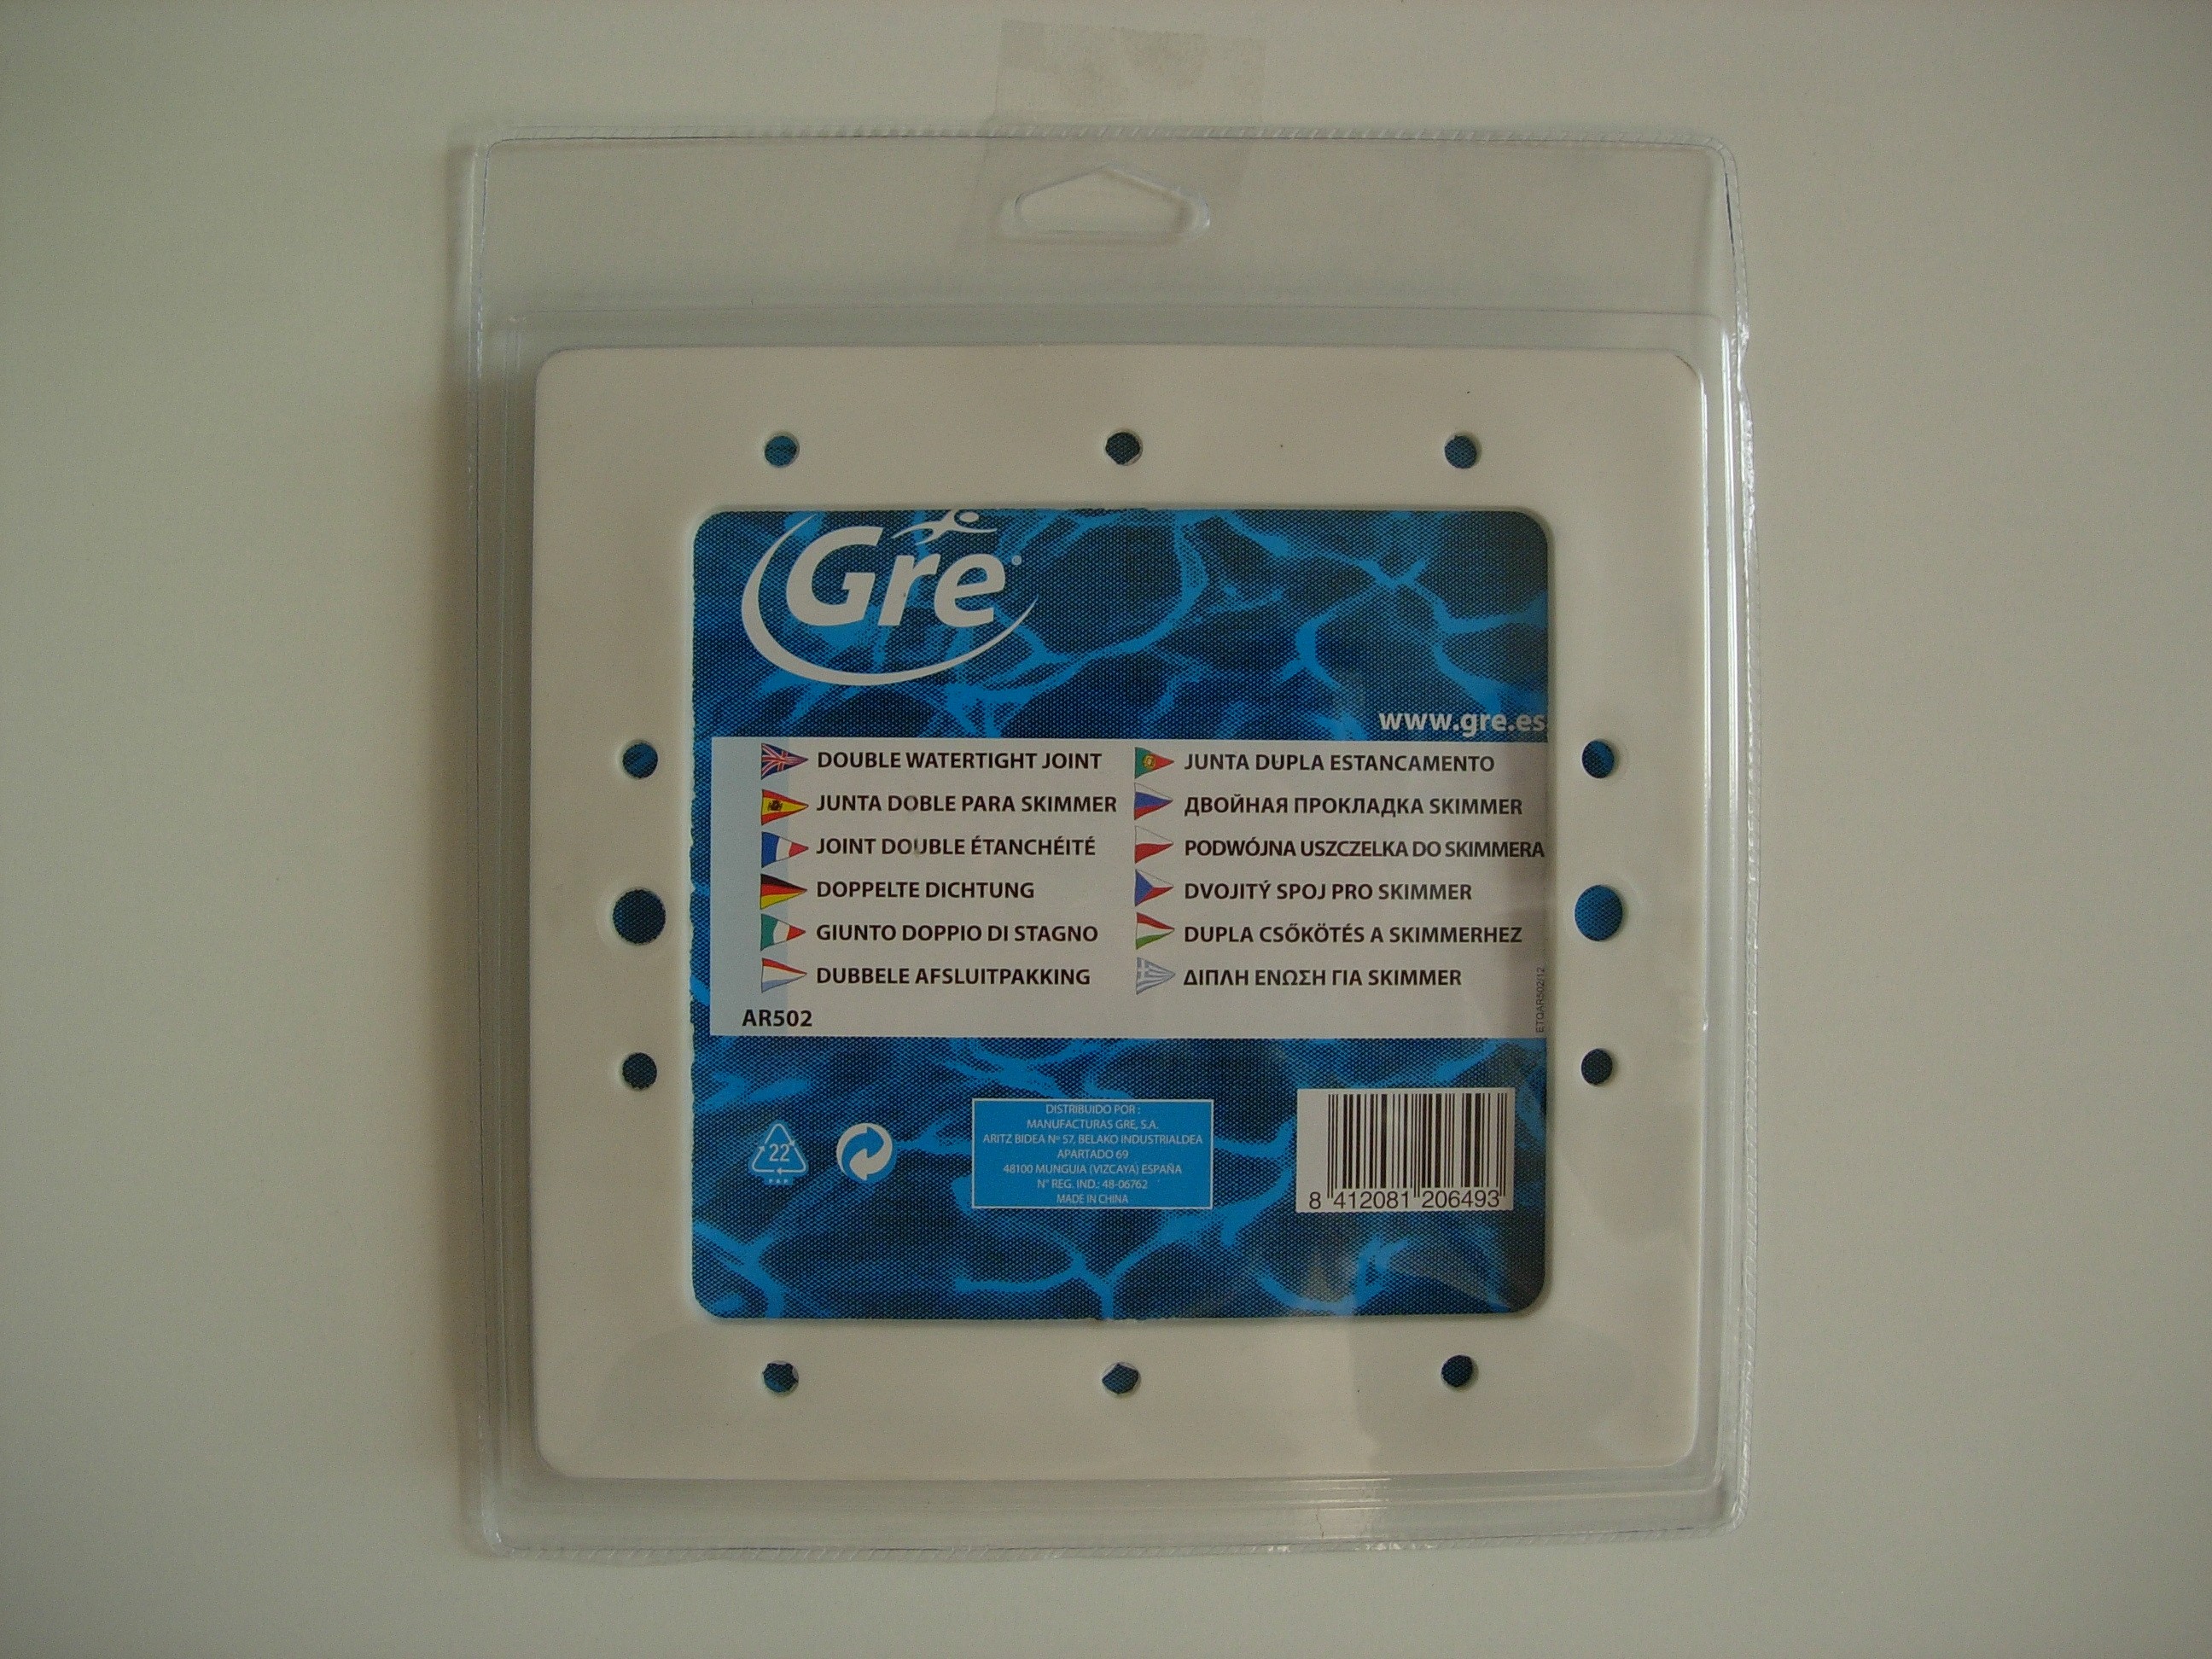 Gre
www.gre.es
DOUBLE WATERTIGHT JOINT
JUNTA DOBLE PARA SKIMMER
JOINT DOUBLE ÉTANCHÉITÉ
DOPPELTE DICHTUNG
GIUNTO DOPPIO DI STAGNO
DUBBELE AFSLUITPAKKING
JUNTA DUPLA ESTANCAMENTO
ДВОЙНАЯ ПРОКЛАДКА SKIMMER
PODWÓJNA USZCZELKA DO SKIMMERA
DVOJITÝ SPOJ PRO SKIMMER
DUPLA CSŐKÖTÉS A SKIMMERHEZ
ΔΙΠΛΗ ΕΝΩΣΗ ΓΙΑ SKIMMER
AR502
ETQAR502/12
22
PAP
DISTRIBUIDO POR :
MANUFACTURAS GRE, S.A.
ARITZ BIDEA Nº 57, BELAKO INDUSTRIALDEA
APARTADO 69
48100 MUNGUIA (VIZCAYA) ESPAÑA
N° REG. IND.: 48-06762
MADE IN CHINA
8 412081 206493